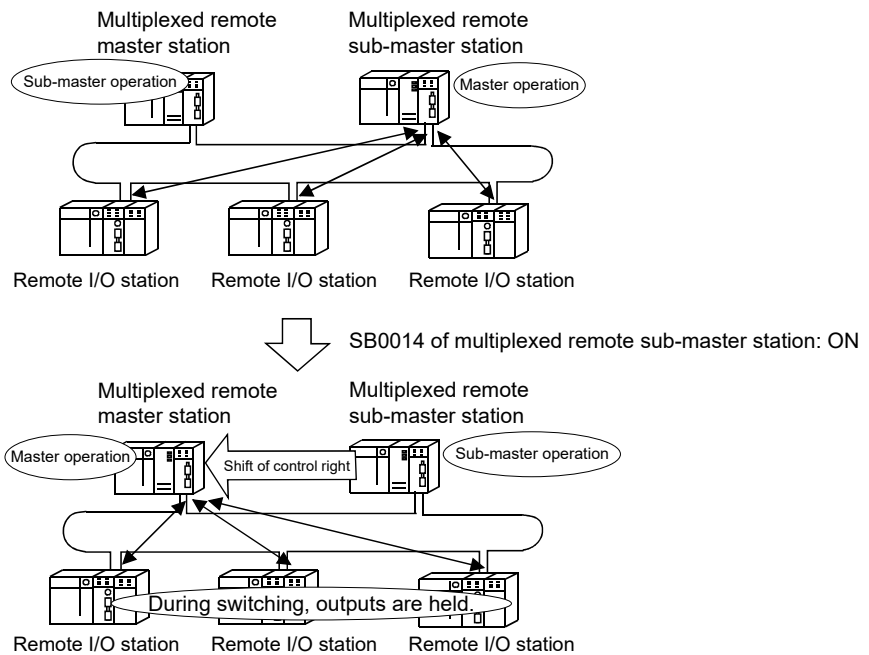 Multiplexed remote
master station
Multiplexed remote
sub-master station
Sub-master operation
Master operation
Remote I/O station
Remote I/O station
Remote I/O station
SB0014 of multiplexed remote sub-master station: ON
Multiplexed remote
master station
Multiplexed remote
sub-master station
Master operation
Shift of control right
Sub-master operation
During switching, outputs are held.
Remote I/O station
Remote I/O station
Remote I/O station